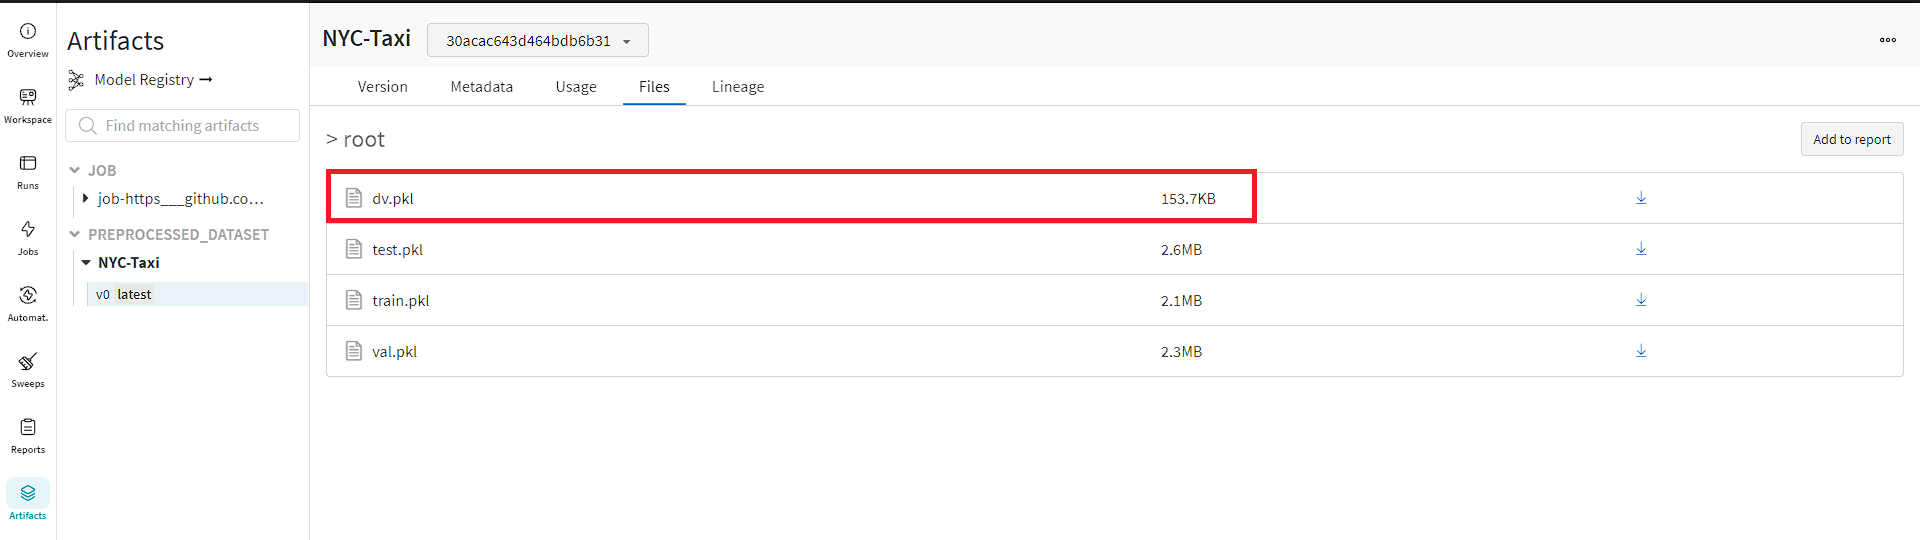 Overview
Workspace
Runs
Jobs
Automat.
Sweeps
Reports
Artifacts
Artifacts
Model Registry
Find matching artifacts
JOB
job-https___github.co...
PREPROCESSED_DATASET
NYC-Taxi
v0 latest
NYC-Taxi 30acac643d464bdb6b31
Version Metadata Usage Files Lineage
> root Add to report
dv.pkl 153.7KB
test.pkl 2.6MB
train.pkl 2.1MB
val.pkl 2.3MB